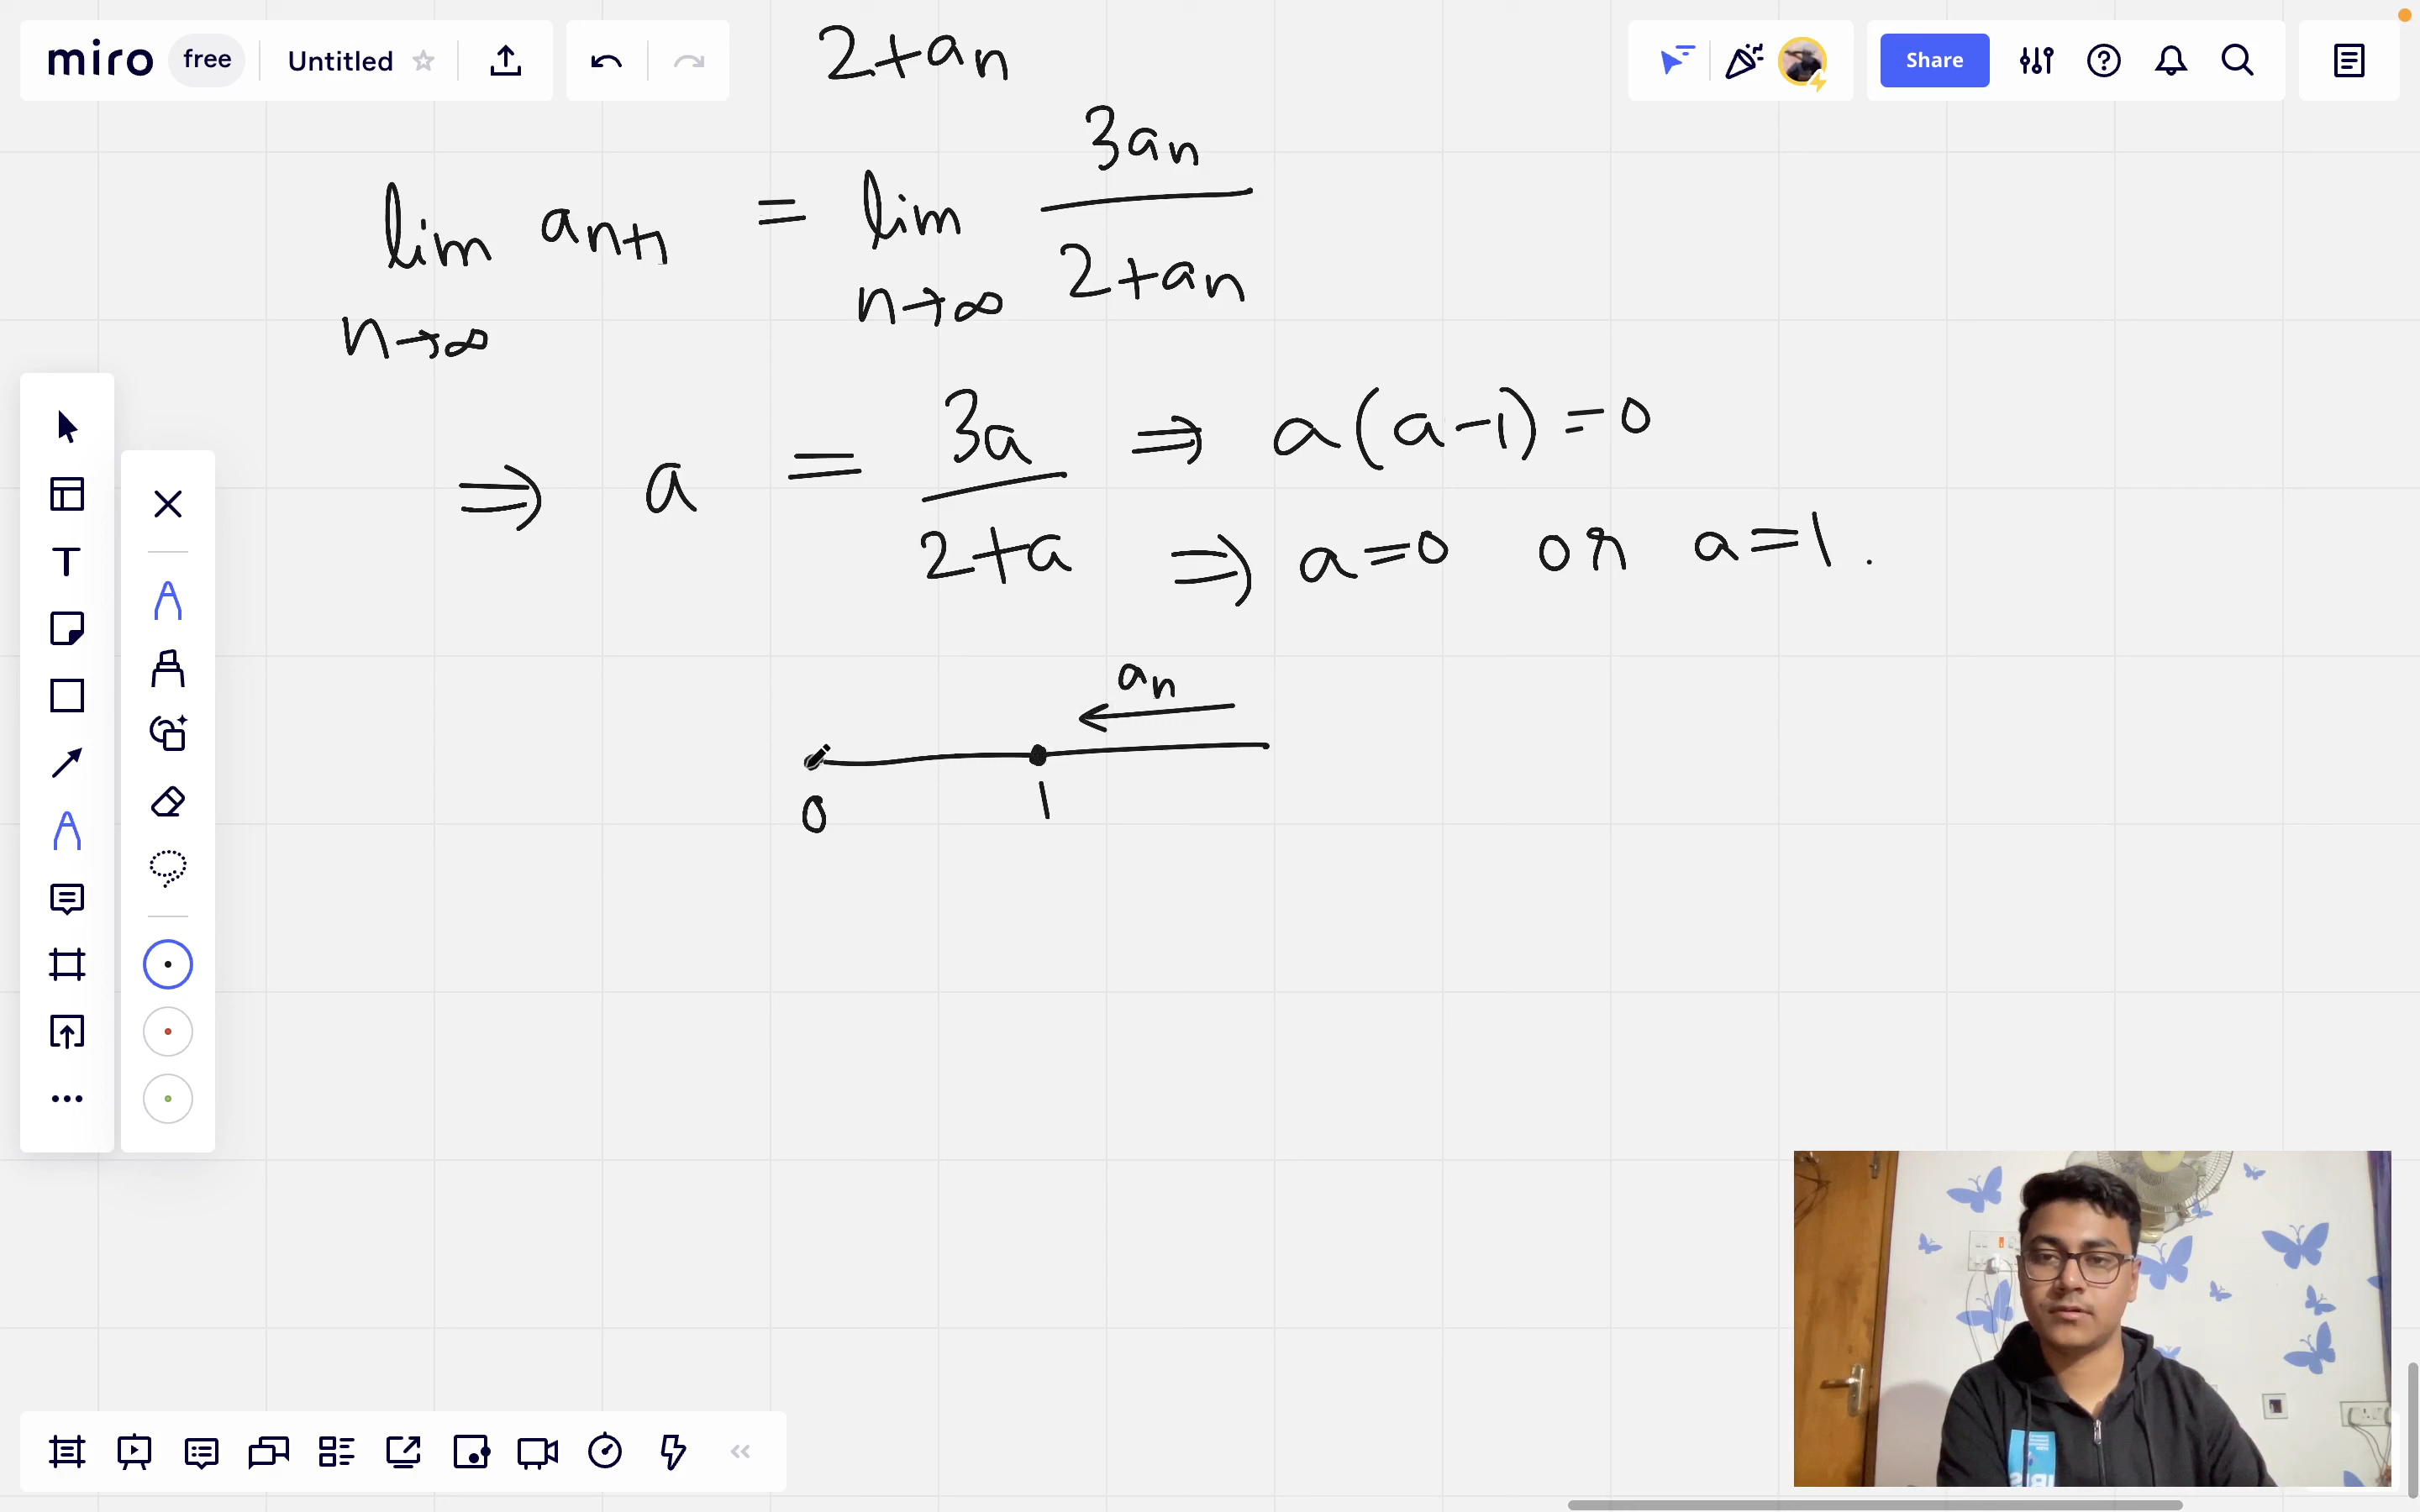 miro free Untitled
Share
2+an
lim an+1 = lim 3an
n→∞ n→∞ 2+an
⇒ a = 3a ⇒ a(a-1)=0
2+a ⇒ a=0 or a=1.
an
0 1
T